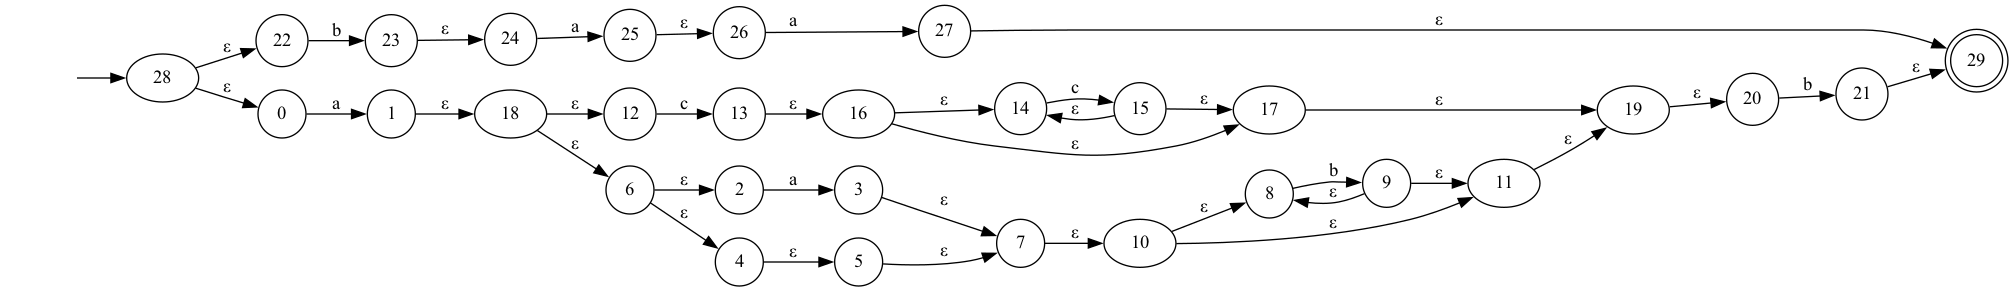 ε
28 ε 22 b 23 ε 24 a 25 ε 26 a 27 29
ε 0 a 1 ε 18 ε 12 c 13 ε 16 ε 14 c ε 15 ε 17 ε 19 ε 20 b 21 ε
ε ε
6 ε 2 a 3 ε 8 b ε 9 ε 11 ε
ε ε ε
4 ε 5 ε 7 ε 10 ε